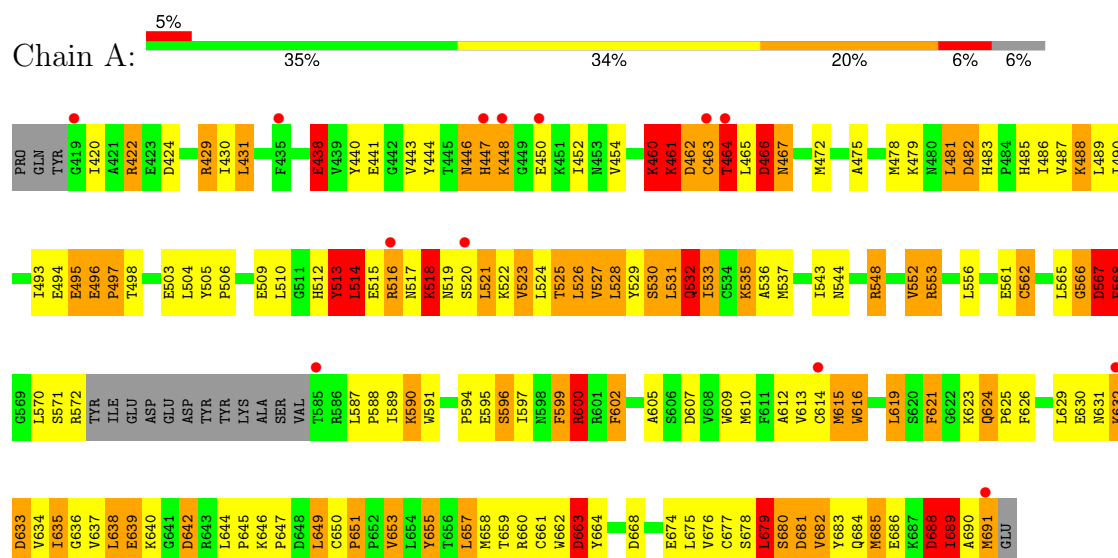 5%
Chain A:
35% 34% 20% 6% 6%
PRO GLN TYR G419 I420 A421 R422 E423 D424 R429 I430 L431 F435 E438 V439 Y440 E441 G442 V443 Y444 T445 N446 H447 K448 G449 E450 K451 I452 N453 V454 K460 K461 D462 C463 T464 L465 D466 N467 M472 A475 M478 K479 N480 L481 D482 H483 P484 H485 I486 V487 K488 L489
I493 E494 E495 E496 P497 T498 E503 L504 Y505 P506 E509 L510 G511 H512 Y513 L514 E515 R516 N517 K518 N519 S520 L521 K522 V523 L524 T525 L526 V527 L528 Y529 S530 L531 Q532 I533 C534 K535 A536 M537 I543 N544 R548 V552 R553 L556 E561 C562 L565 G566 D567
G569 L570 S571 R572 TYR ILE GLU ASP GLU ASP TYR TYR LYS ALA SER VAL T585 R586 L587 P588 I589 K590 W591 P594 E595 S596 I597 N598 F599 R600 R601 F602 A605 S606 D607 V608 W609 M610 F611 A612 V613 C614 M615 W616 L619 S620 F621 G622 K623 Q624 P625 F626 L629 E630 N631 K632
D633 V634 I635 G636 V637 L638 E639 K640 G641 D642 R643 L644 P645 K646 P647 D648 L649 C650 P651 P652 V653 L654 Y655 T656 L657 M658 T659 R660 C661 W662 D663 Y664 D668 E674 L675 V676 C677 S678 L679 S680 D681 V682 Y683 Q684 M685 E686 K687 D688 I689 A690 M691 GLU